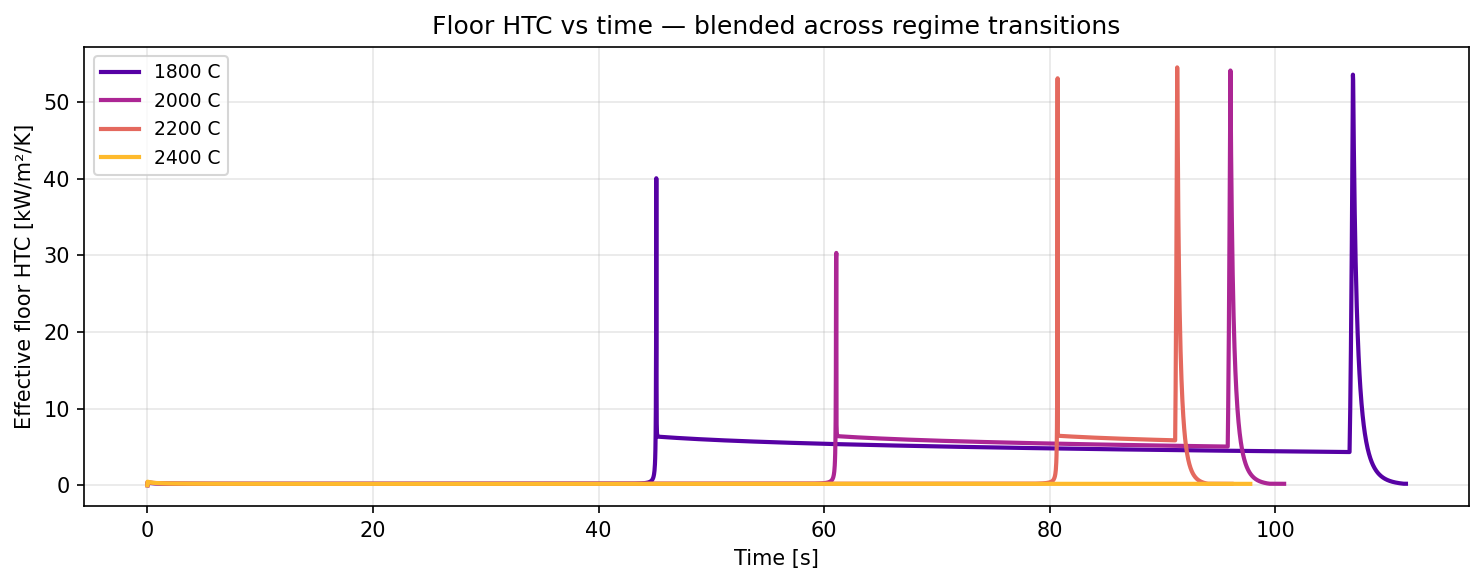 Floor HTC vs time — blended across regime transitions
1800 C
2000 C
2200 C
2400 C
Effective floor HTC [kW/m²/K]
50
40
30
20
10
0
0 20 40 60 80 100
Time [s]